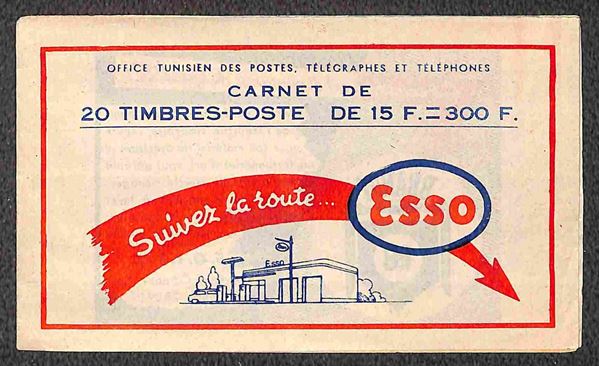 OFFICE TUNISIEN DES POSTES, TÉLÉGRAPHES ET TÉLÉPHONES
CARNET DE
20 TIMBRES-POSTE DE 15 F. = 300 F.
Suivez la route...
Esso
Esso